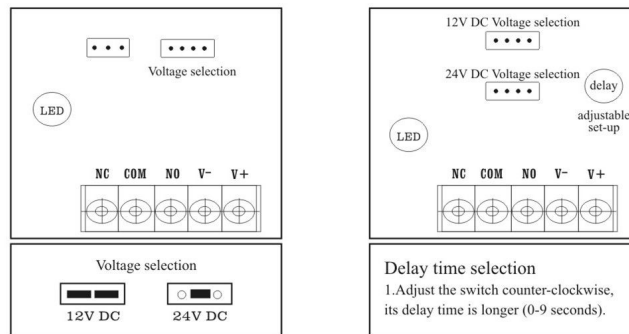 Voltage selection
LED
NC COM NO V- V+
Voltage selection
12V DC 24V DC
12V DC Voltage selection
24V DC Voltage selection
delay
adjustable
set-up
LED
NC COM NO V- V+
Delay time selection
1.Adjust the switch counter-clockwise,
its delay time is longer (0-9 seconds).